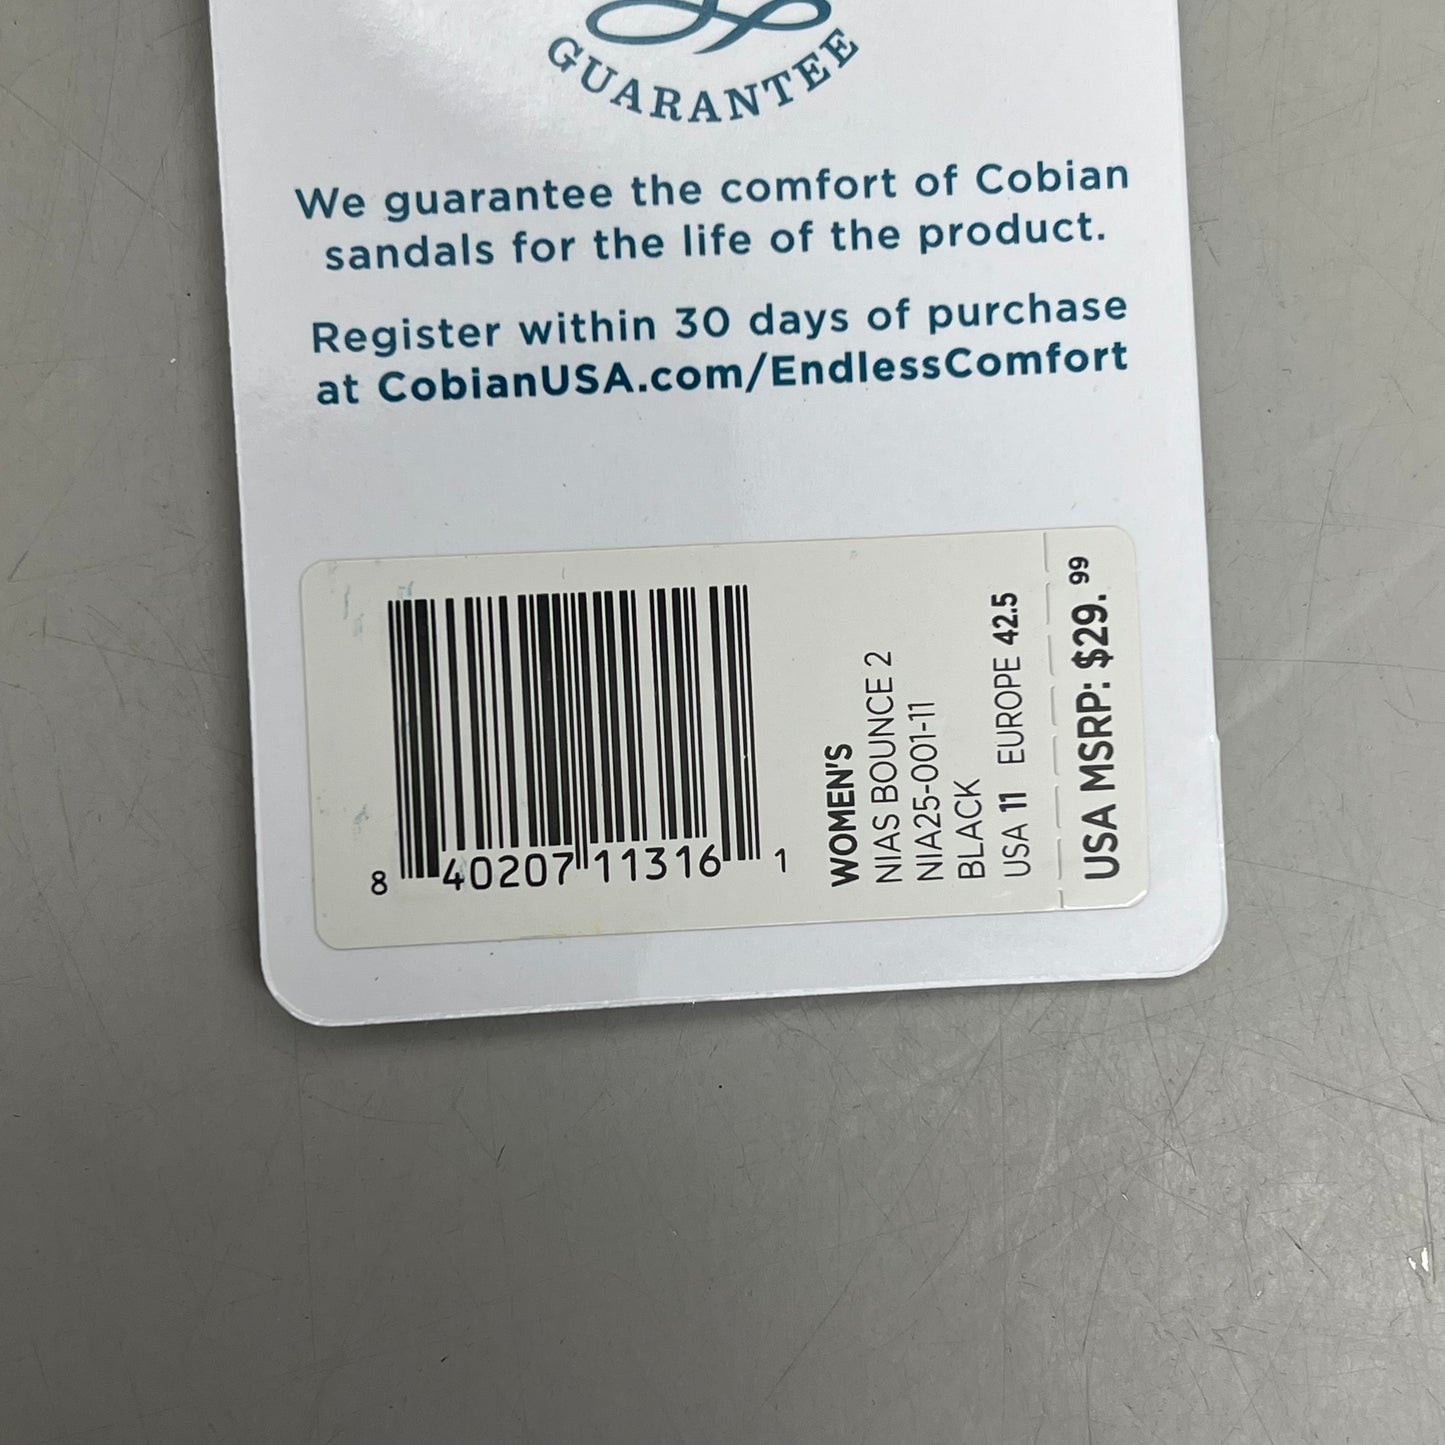 GUARANTEE
We guarantee the comfort of Cobian
sandals for the life of the product.
Register within 30 days of purchase
at CobianUSA.com/EndlessComfort
8 40207 11316 1
WOMEN'S
NIAS BOUNCE 2
NIA25-001-11
BLACK
USA 11 EUROPE 42.5
USA MSRP: $29.99